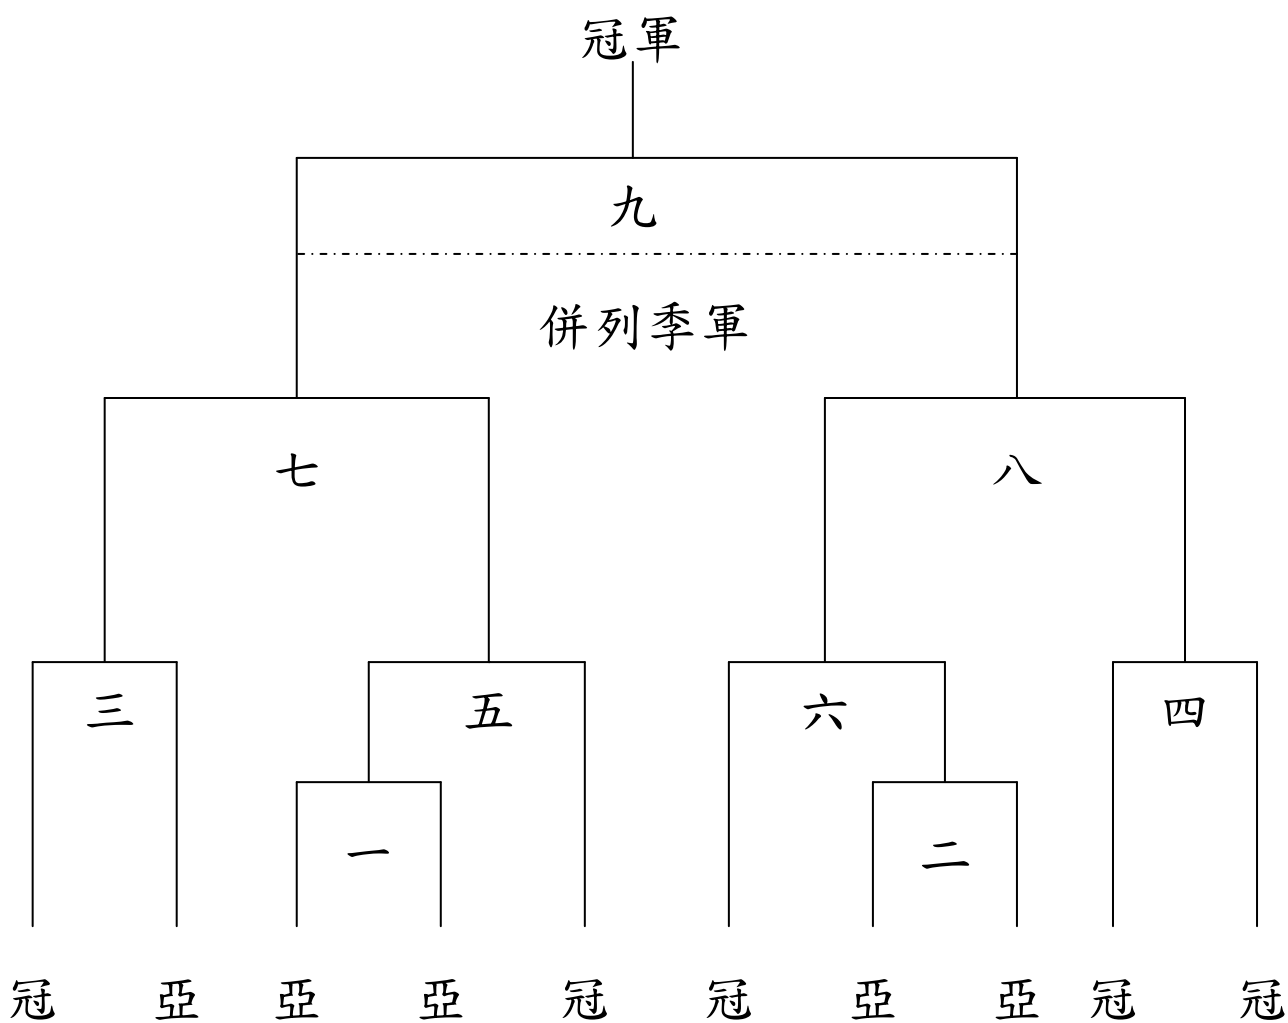 冠軍
九
併列季軍
七 八
三 五 六 四
一 二
冠 亞 亞 亞 冠 冠 亞 亞 冠 冠